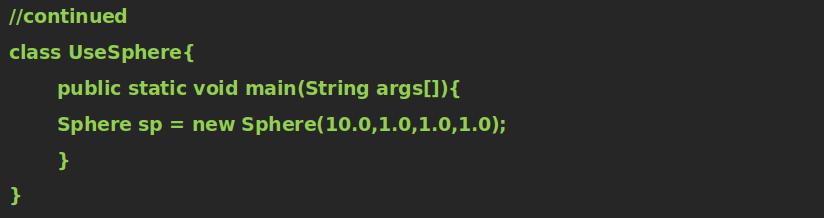 //continued
class UseSphere{
public static void main(String args[]){
Sphere sp = new Sphere(10.0,1.0,1.0,1.0);
}
}